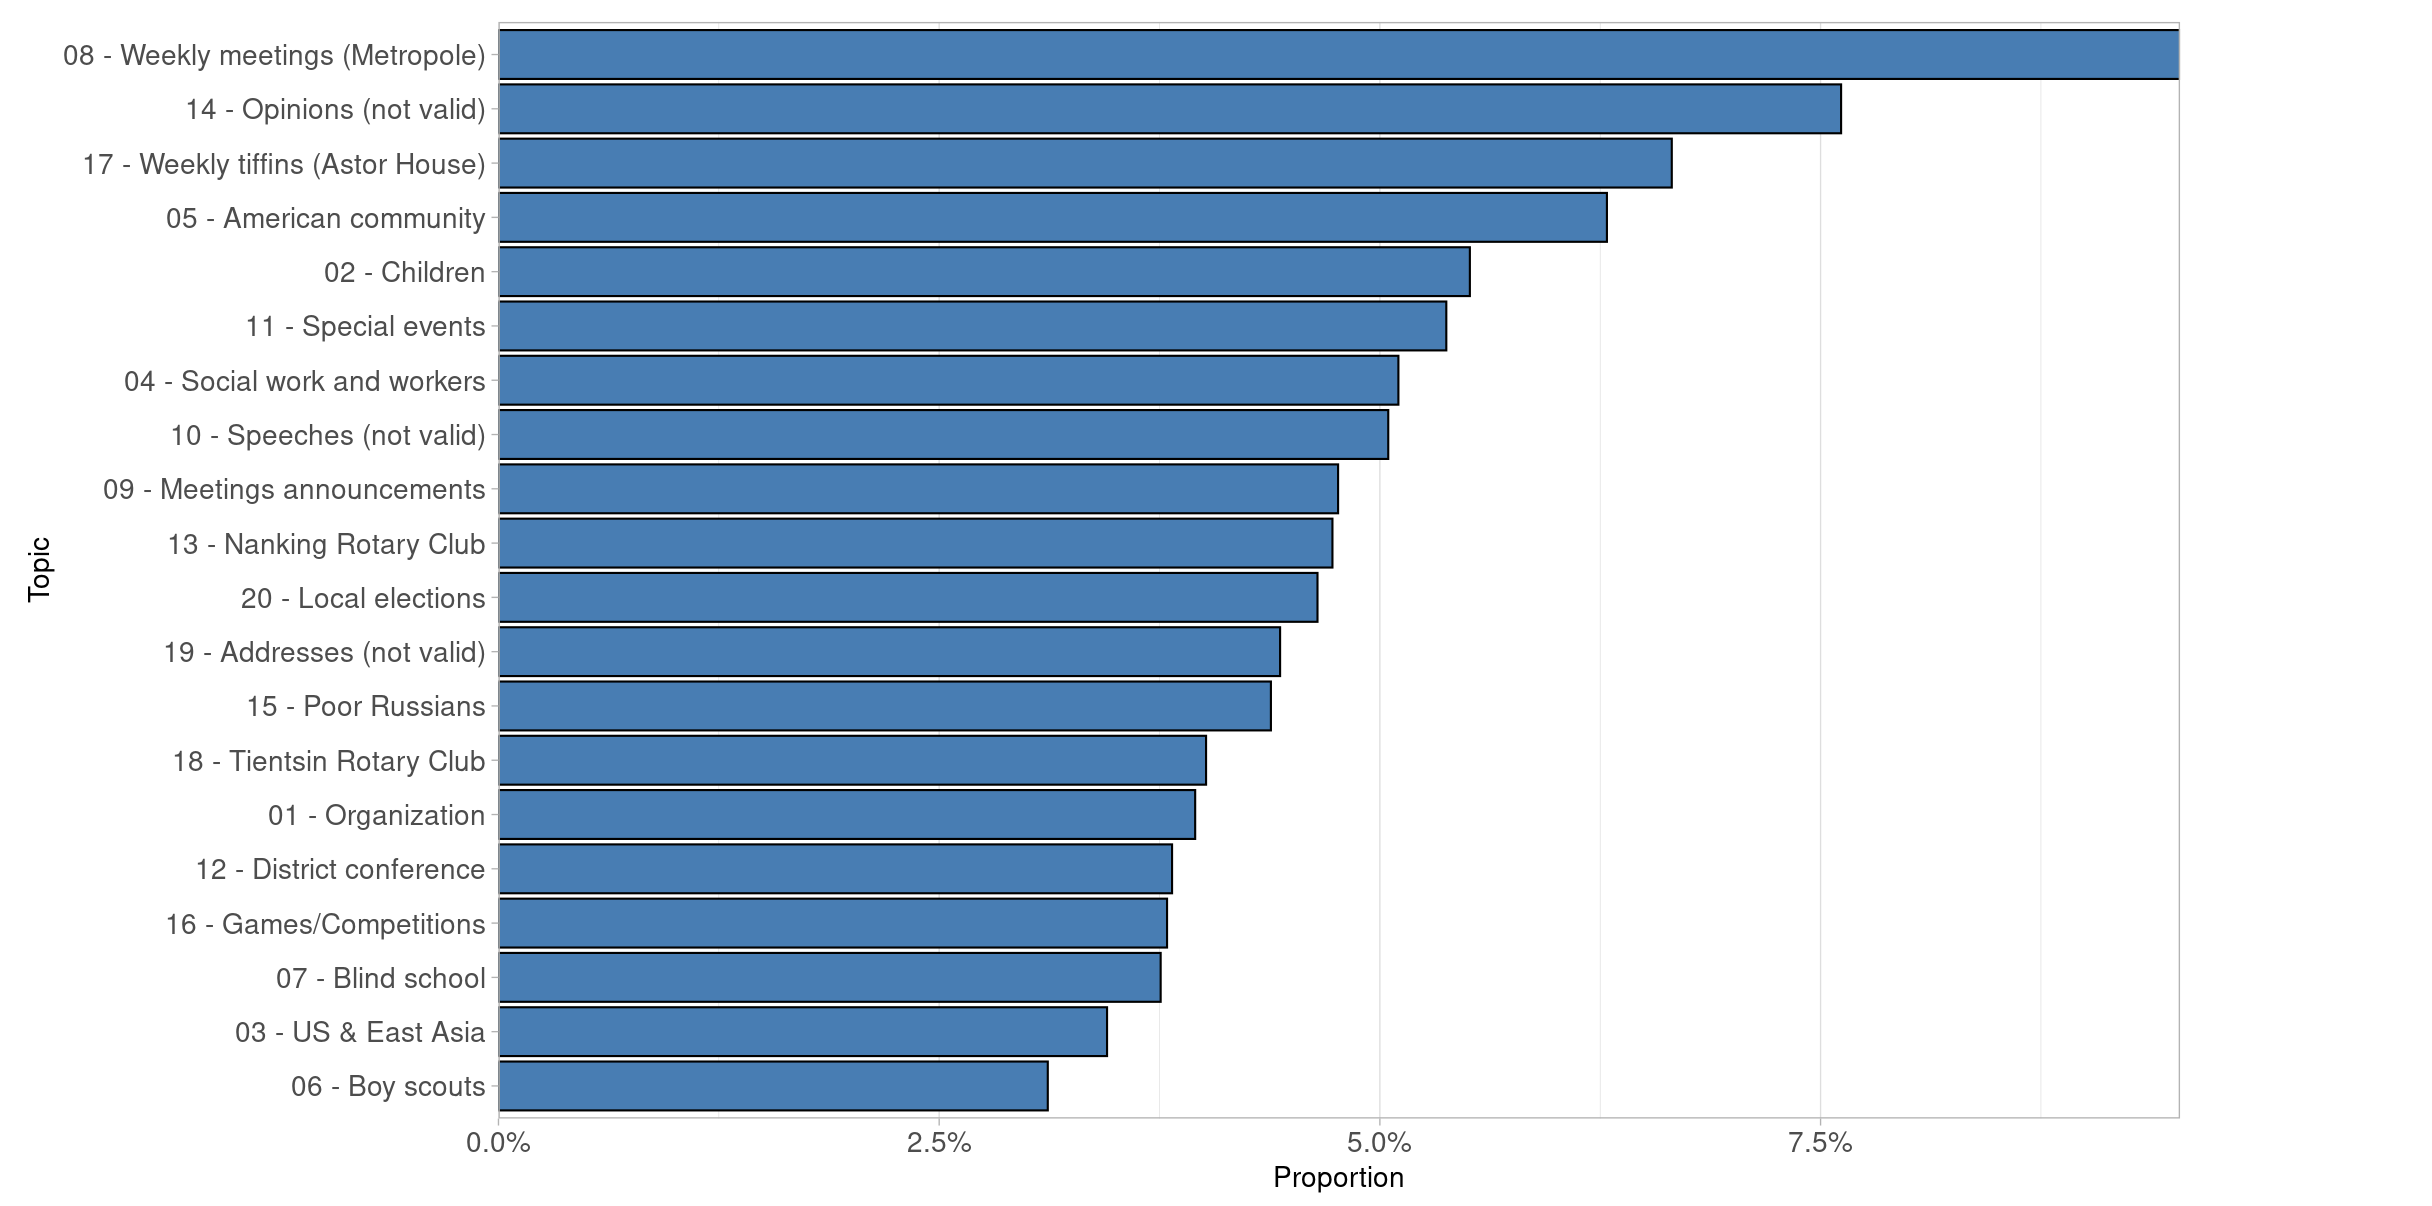 08 - Weekly meetings (Metropole)
14 - Opinions (not valid)
17 - Weekly tiffins (Astor House)
05 - American community
02 - Children
11 - Special events
04 - Social work and workers
10 - Speeches (not valid)
09 - Meetings announcements
13 - Nanking Rotary Club
20 - Local elections
19 - Addresses (not valid)
15 - Poor Russians
18 - Tientsin Rotary Club
01 - Organization
12 - District conference
16 - Games/Competitions
07 - Blind school
03 - US & East Asia
06 - Boy scouts
Topic
0.0% 2.5% 5.0% 7.5%
Proportion